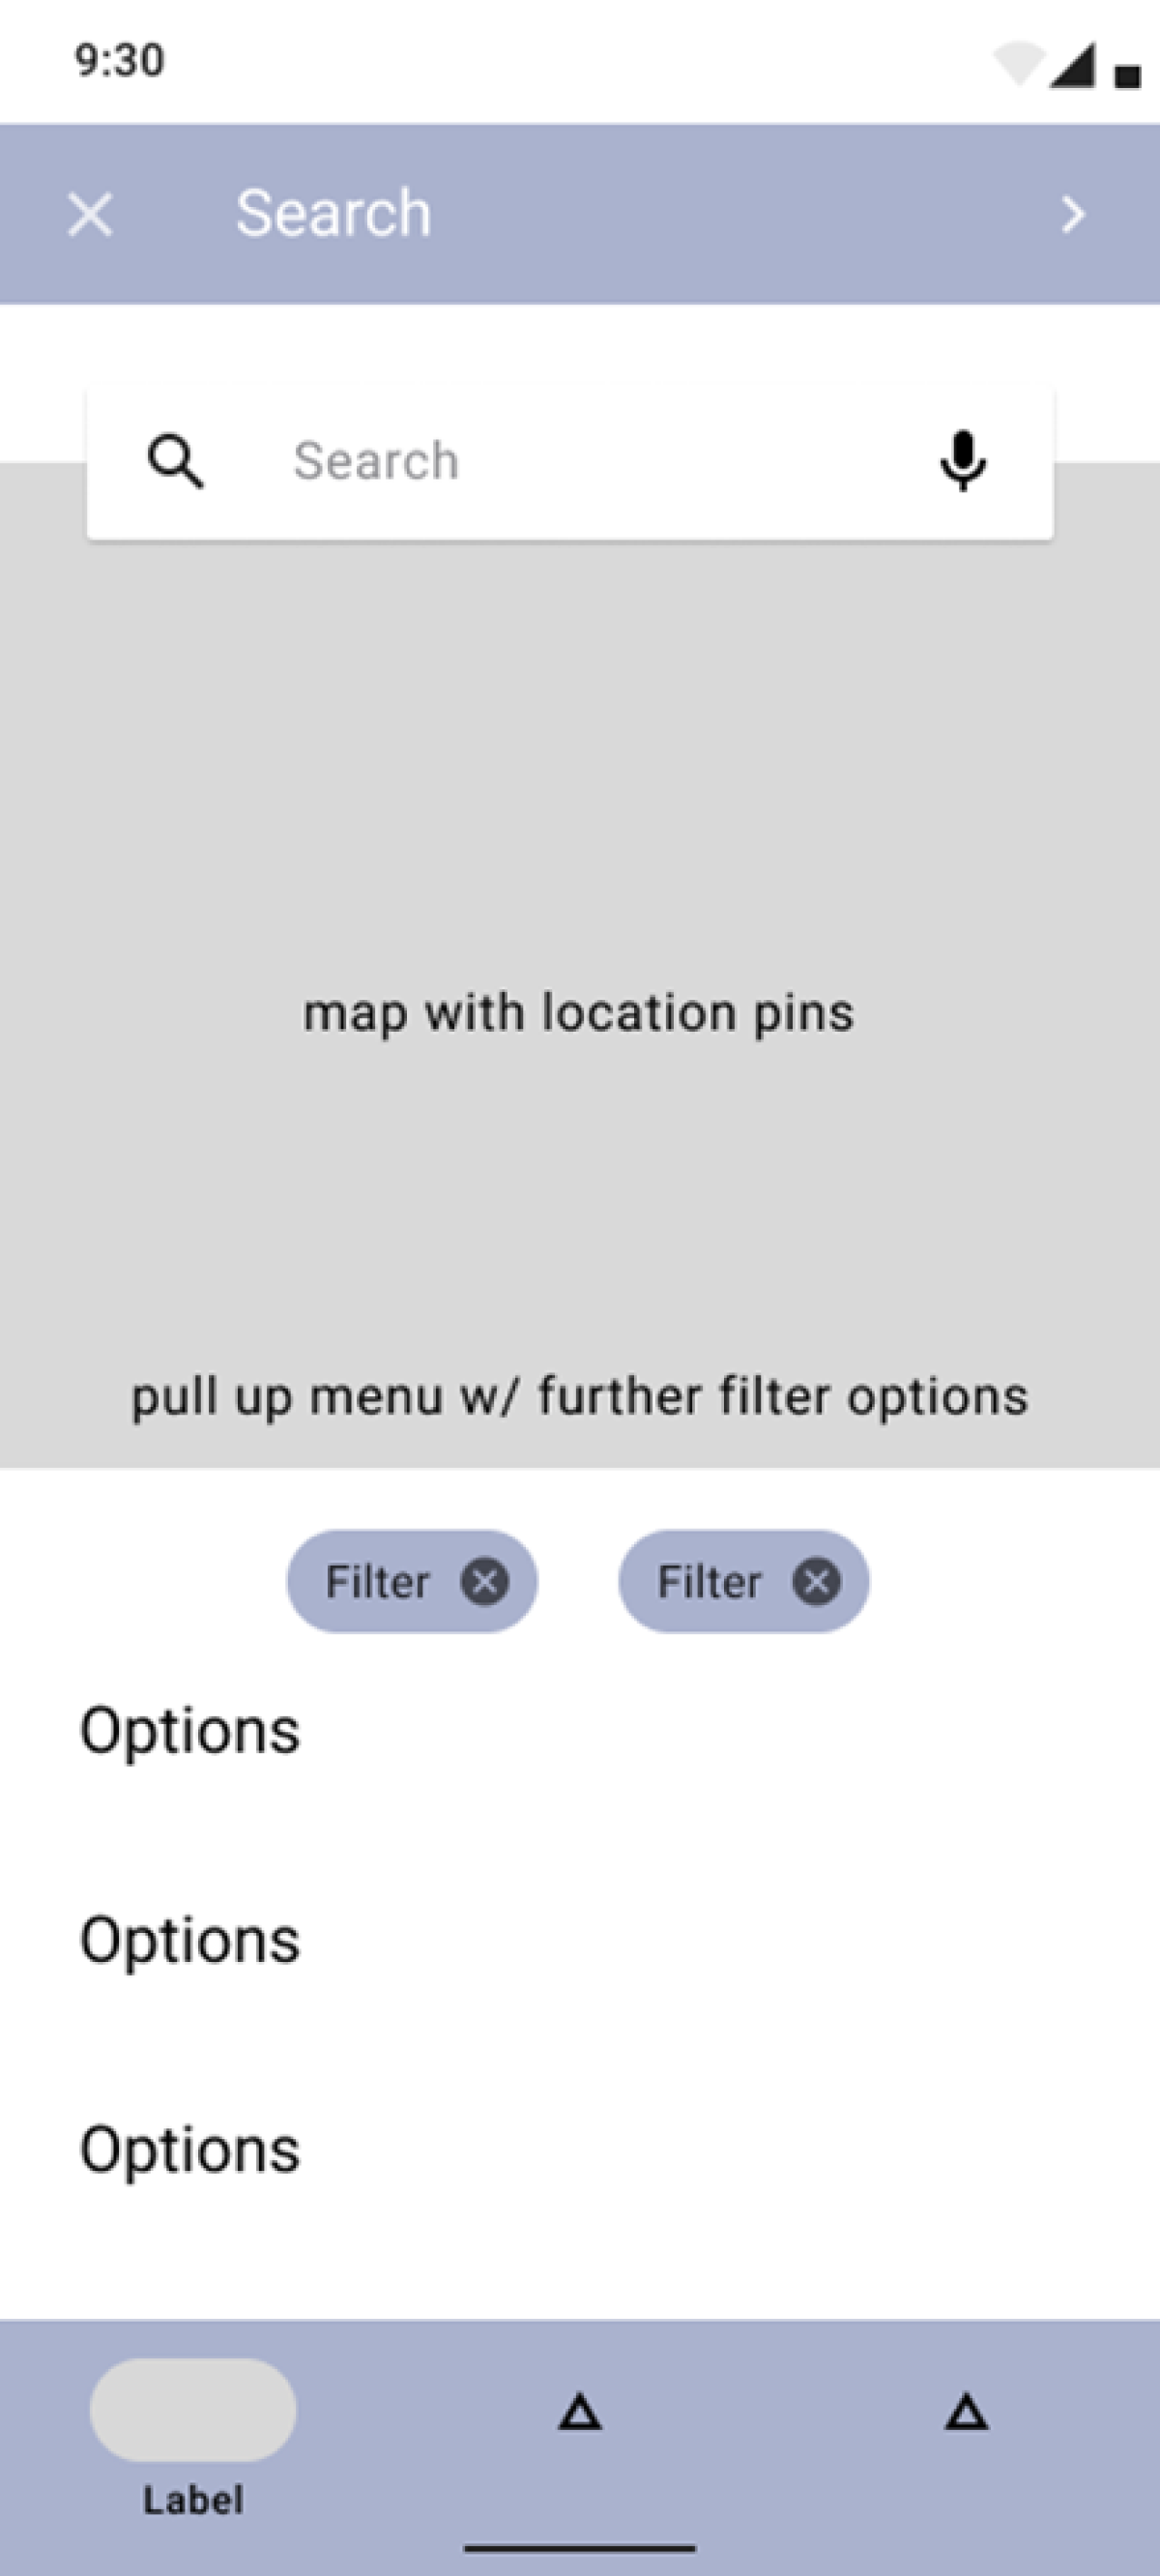 9:30
Search
Search
map with location pins
pull up menu w/ further filter options
Filter Filter
Options
Options
Options
Label